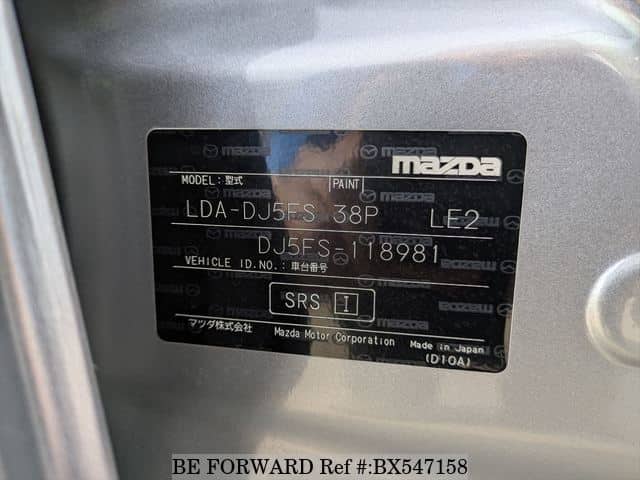 mazda
MODEL: 型式 PAINT
LDA-DJ5FS 38P LE2
DJ5FS-118981
VEHICLE ID.NO.: 車台番号
SRS I
マツダ株式会社 Mazda Motor Corporation Made in Japan
(D10A)
BE FORWARD Ref #:BX547158